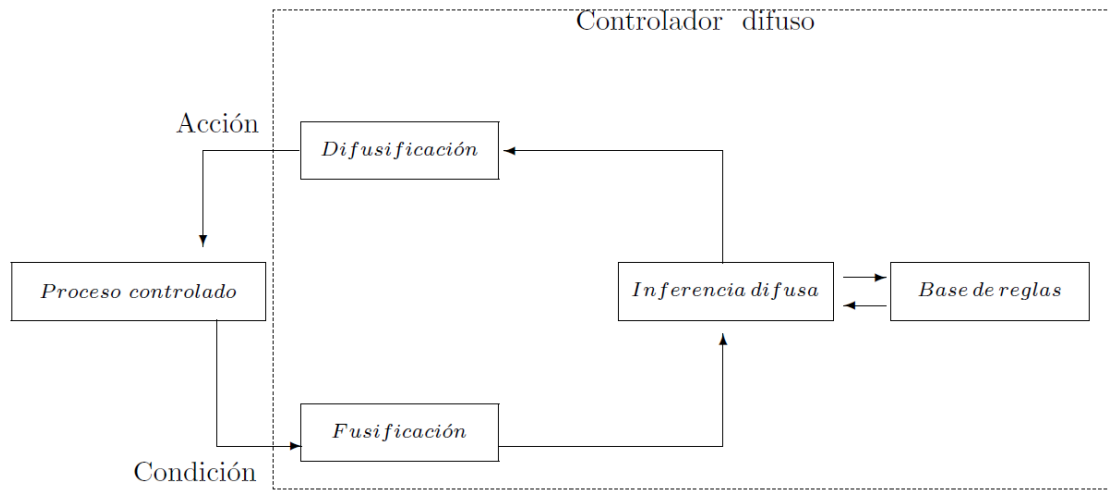 Controlador difuso
Acción
Difusificación
Proceso controlado
Inferencia difusa
Base de reglas
Fusificación
Condición